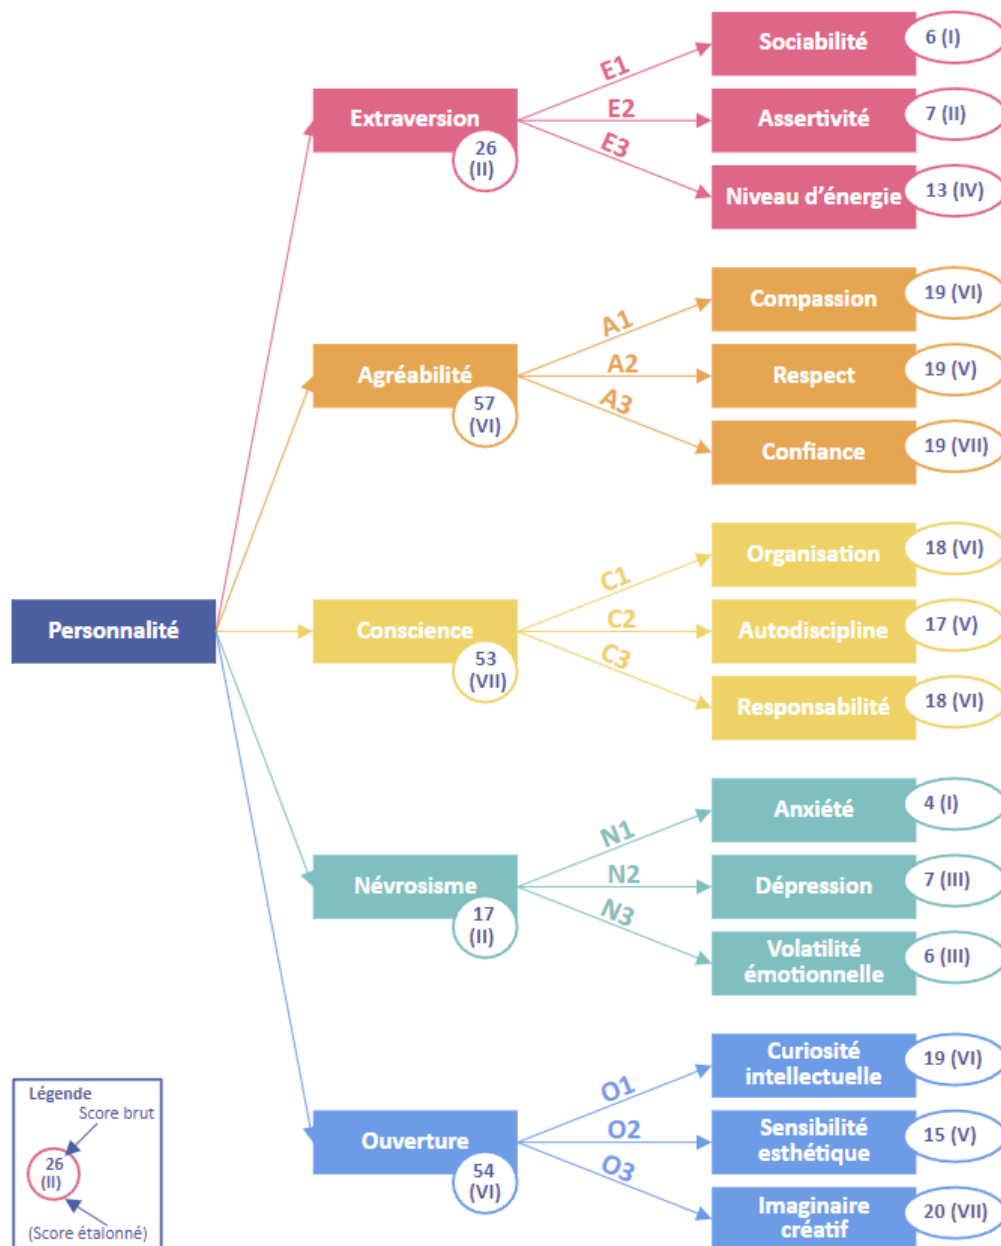 Personnalité
Extraversion
26
(II)
E1
E2
E3
Sociabilité
6 (I)
Assertivité
7 (II)
Niveau d'énergie
13 (IV)
Agréabilité
57
(VI)
A1
A2
A3
Compassion
19 (VI)
Respect
19 (V)
Confiance
19 (VII)
Conscience
53
(VII)
C1
C2
C3
Organisation
18 (VI)
Autodiscipline
17 (V)
Responsabilité
18 (VI)
Névrosisme
17
(II)
N1
N2
N3
Anxiété
4 (I)
Dépression
7 (III)
Volatilité
émotionnelle
6 (III)
Ouverture
54
(VI)
O1
O2
O3
Curiosité
intellectuelle
19 (VI)
Sensibilité
esthétique
15 (V)
Imaginaire
créatif
20 (VII)
Légende
Score brut
26
(II)
(Score étalonné)